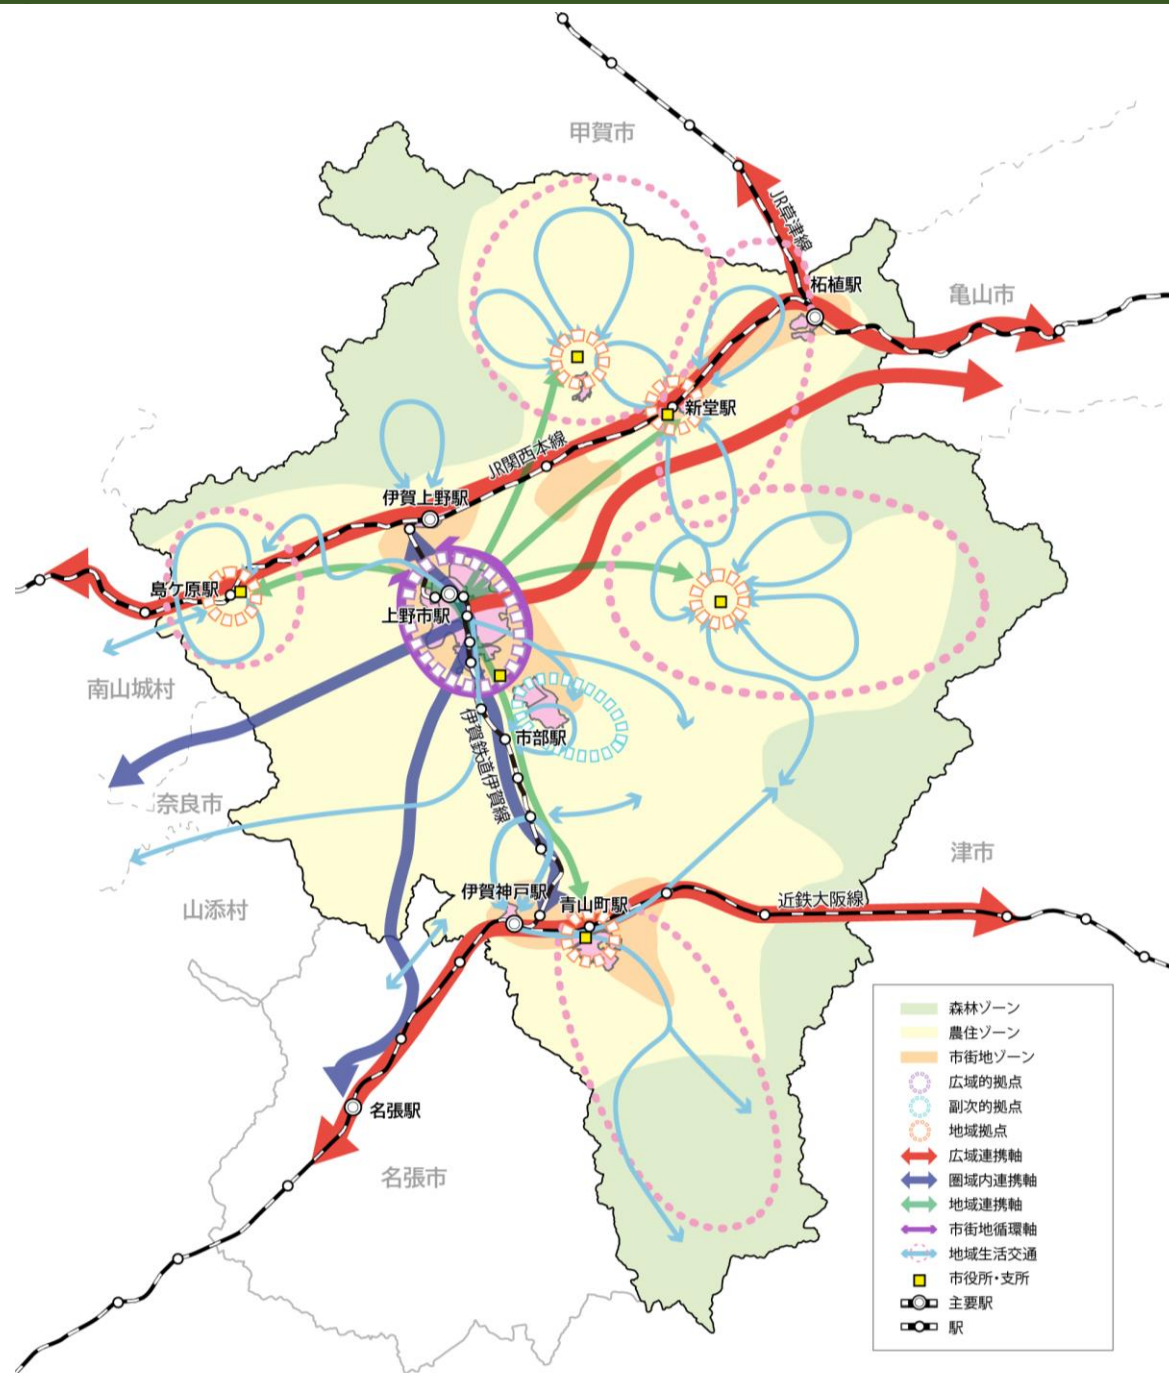 甲賀市
JR草津線
柘植駅
亀山市
新堂駅
JR関西本線
伊賀上野駅
島ケ原駅
上野市駅
南山城村
市部駅
伊賀鉄道伊賀線
奈良市
津市
山添村
伊賀神戸駅
青山町駅
近鉄大阪線
名張駅
名張市
森林ゾーン
農住ゾーン
市街地ゾーン
広域的拠点
副次的拠点
地域拠点
広域連携軸
圏域内連携軸
地域連携軸
市街地循環軸
地域生活交通
市役所・支所
主要駅
駅